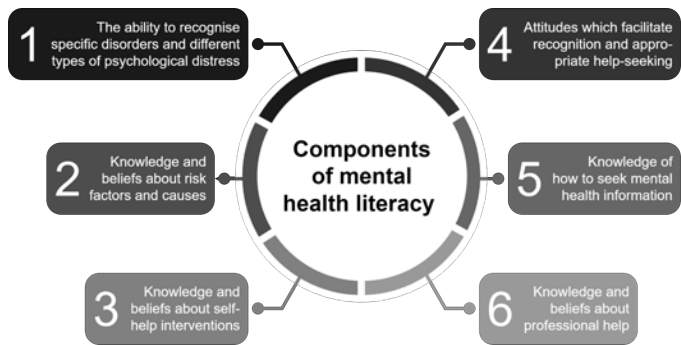 1
The ability to recognise
specific disorders and different
types of psychological distress
2
Knowledge and
beliefs about risk
factors and causes
3
Knowledge and
beliefs about self-
help interventions
Components
of mental
health literacy
4
Attitudes which facilitate
recognition and appro-
priate help-seeking
5
Knowledge of
how to seek mental
health information
6
Knowledge and
beliefs about
professional help